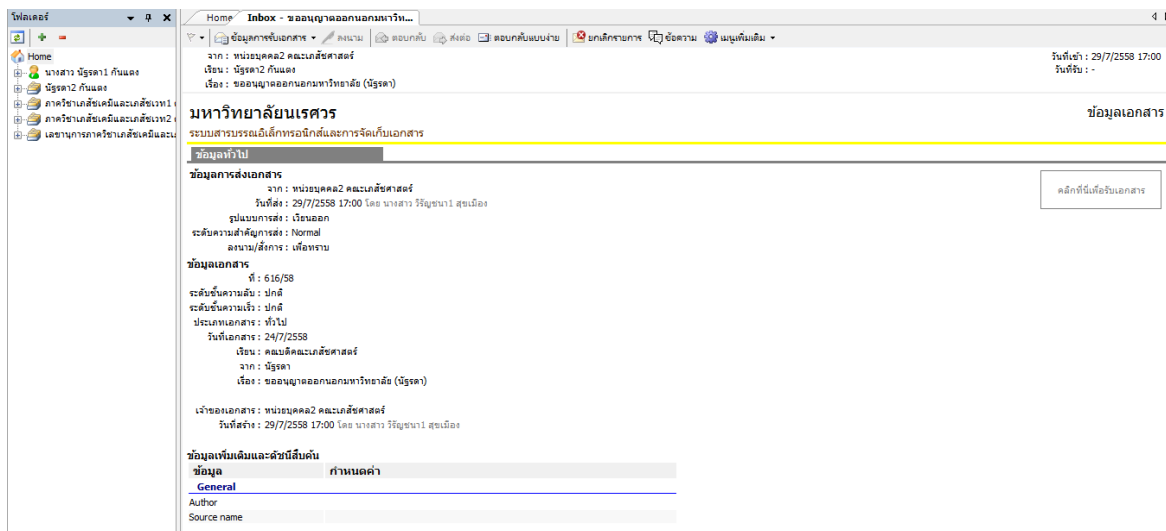 โฟลเดอร์
Home Inbox - ขออนุญาตออกนอกมหาวิท...
ข้อมูลการรับเอกสาร ลงนาม ตอบกลับ ส่งต่อ ตอบกลับแบบง่าย ยกเลิกรายการ ข้อความ เมนูเพิ่มเติม
Home
นางสาว นัฐรดา1 กันแดง
นัฐรดา2 กันแดง
ภาควิชาเภสัชเคมีและเภสัชเวท1
ภาควิชาเภสัชเคมีและเภสัชเวท2
เลขานุการภาควิชาเภสัชเคมีและเ
จาก : หน่วยบุคคล2 คณะเภสัชศาสตร์
เรียน : นัฐรดา2 กันแดง
เรื่อง : ขออนุญาตออกนอกมหาวิทยาลัย (นัฐรดา)
วันที่เข้า : 29/7/2558 17:00
วันที่รับ : -
มหาวิทยาลัยนเรศวร
ข้อมูลเอกสาร
ระบบสารบรรณอิเล็กทรอนิกส์และการจัดเก็บเอกสาร
ข้อมูลทั่วไป
ข้อมูลการส่งเอกสาร
จาก : หน่วยบุคคล2 คณะเภสัชศาสตร์
วันที่ส่ง : 29/7/2558 17:00 โดย นางสาว วิรัญชนา1 สุขเมือง
รูปแบบการส่ง : เวียนออก
ระดับความสำคัญการส่ง : Normal
ลงนาม/สั่งการ : เพื่อทราบ
คลิกที่นี่เพื่อรับเอกสาร
ข้อมูลเอกสาร
ที่ : 616/58
ระดับชั้นความลับ : ปกติ
ระดับชั้นความเร็ว : ปกติ
ประเภทเอกสาร : ทั่วไป
วันที่เอกสาร : 24/7/2558
เรียน : คณบดีคณะเภสัชศาสตร์
จาก : นัฐรดา
เรื่อง : ขออนุญาตออกนอกมหาวิทยาลัย (นัฐรดา)
เจ้าของเอกสาร : หน่วยบุคคล2 คณะเภสัชศาสตร์
วันที่สร้าง : 29/7/2558 17:00 โดย นางสาว วิรัญชนา1 สุขเมือง
ข้อมูลเพิ่มเติมและดัชนีสืบค้น
ข้อมูล กำหนดค่า
General
Author
Source name